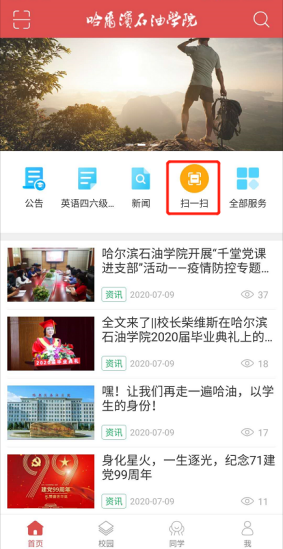 哈尔滨石油学院
公告
英语四六级...
新闻
扫一扫
全部服务
哈尔滨石油学院开展“千堂党课
进支部”活动——疫情防控专题...
资讯 2020-07-09 37
全文来了||校长柴维斯在哈尔滨
石油学院2020届毕业典礼上的...
资讯 2020-07-09 18
嘿！让我们再走一遍哈油，以学
生的身份！
资讯 2020-07-09 17
身化星火，一生逐光，纪念71建
党99周年
资讯 2020-07-09 11
首页
校园
同学
我